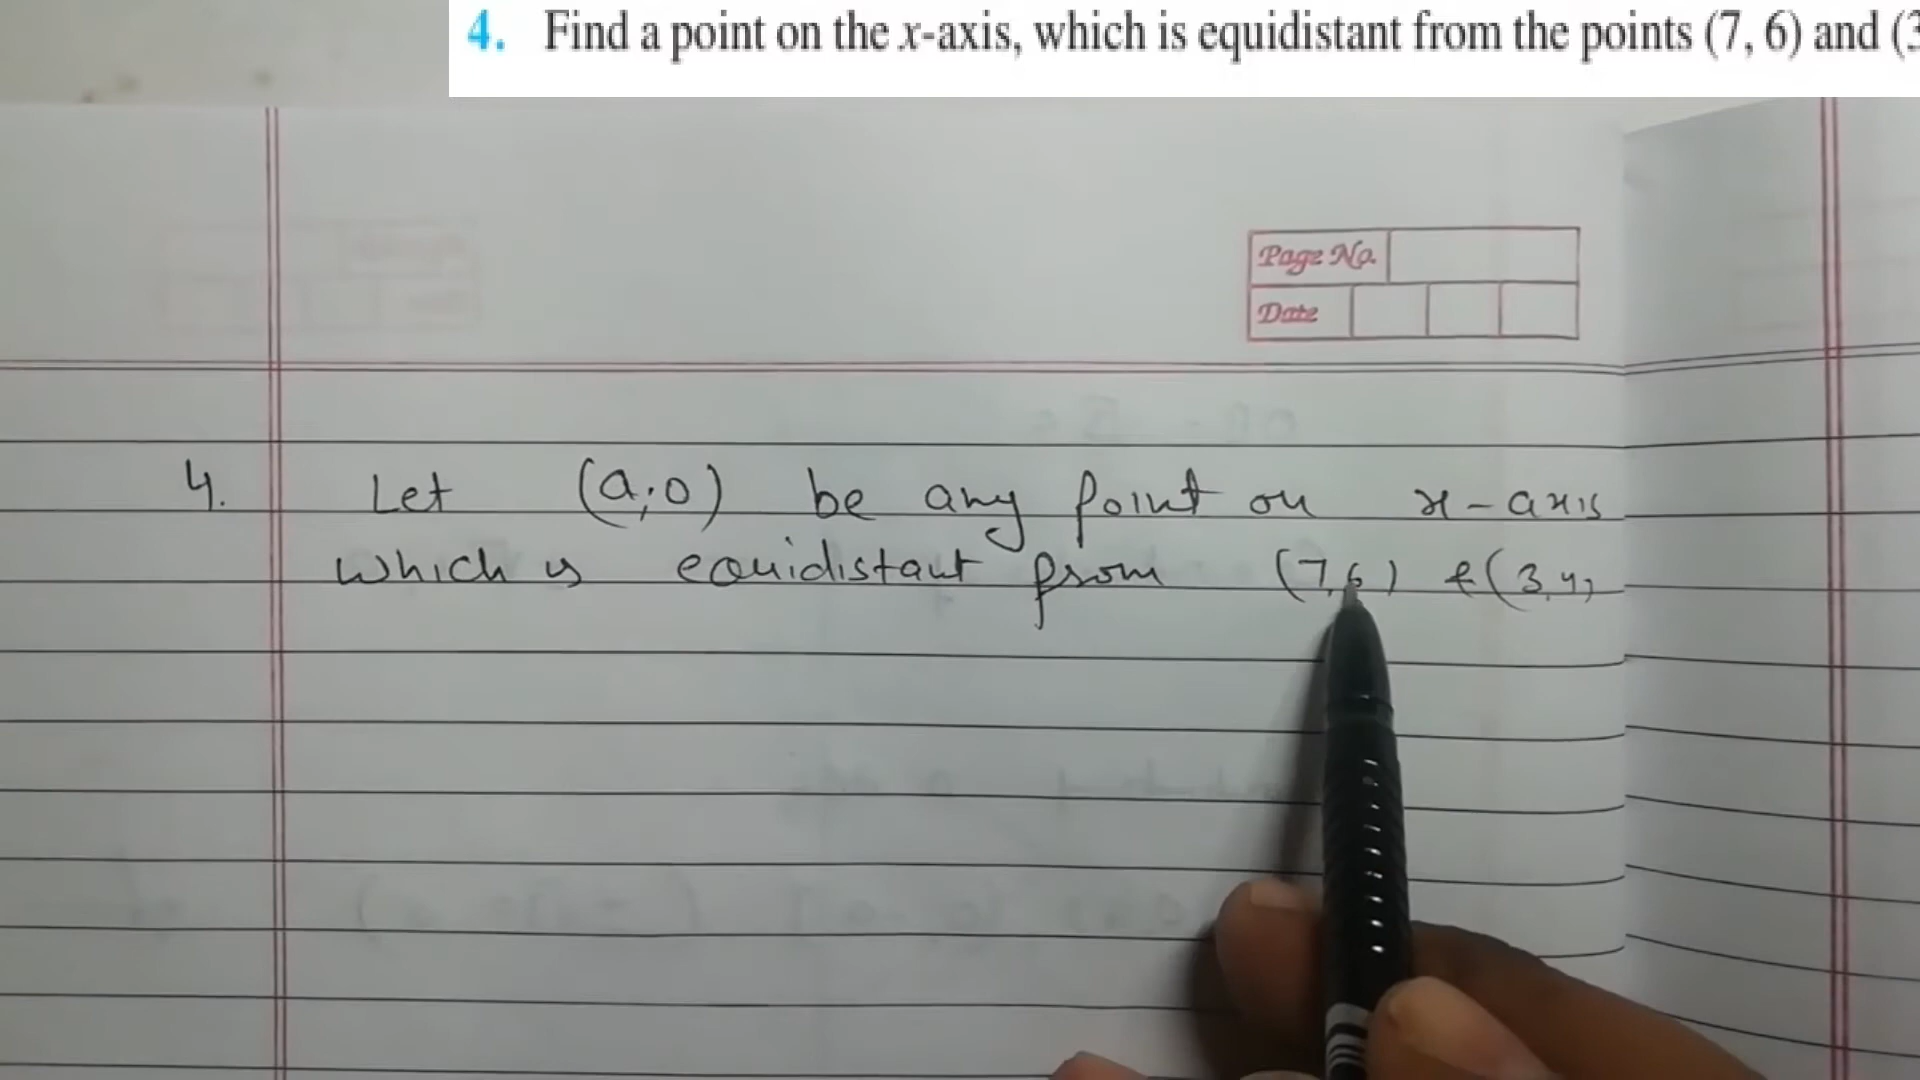 4. Find a point on the x-axis, which is equidistant from the points (7, 6) and (3
Page No.
Date
4. Let (a,0) be any point on x-axis
which is equidistant from (7,6) & (3,4)